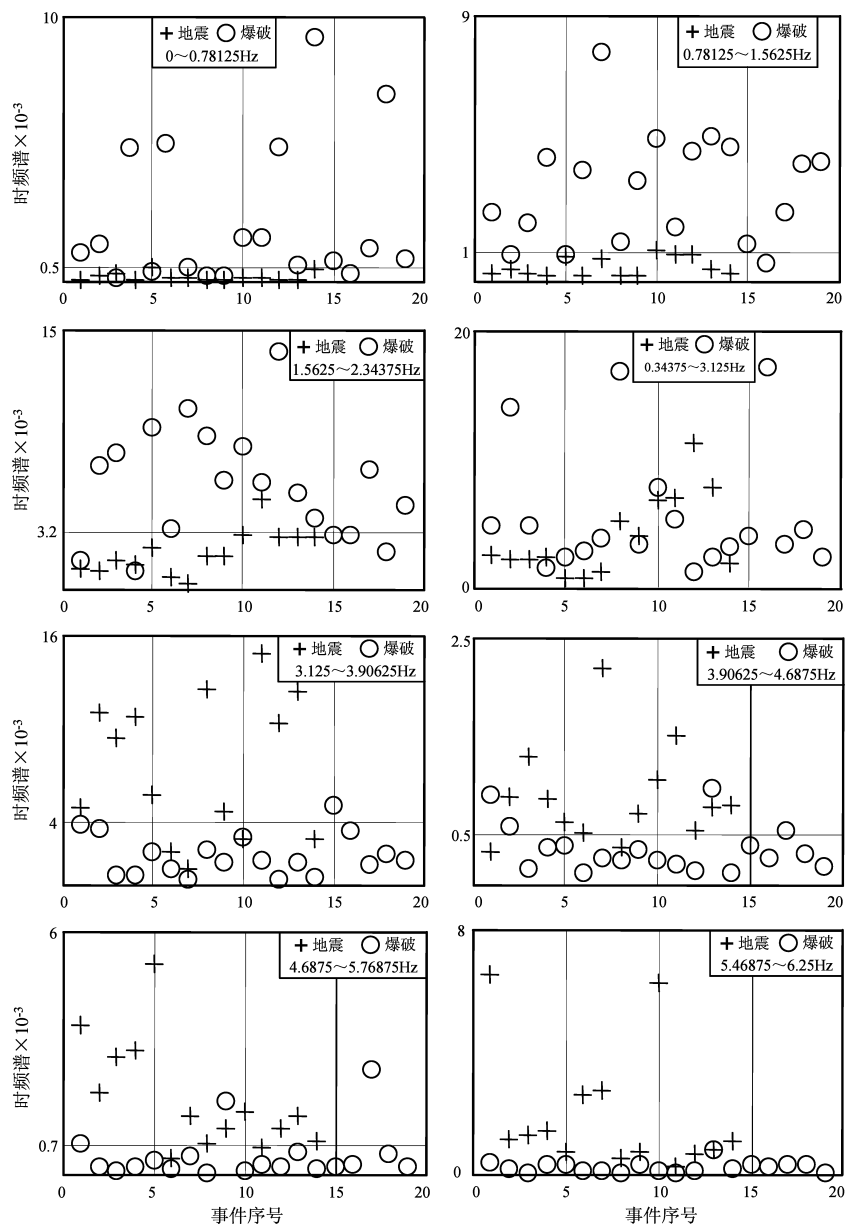 10
地震 爆破
0～0.78125Hz
时频谱×10-3
0.5
0 5 10 15 20
9
地震 爆破
0.78125～1.5625Hz
1
0 5 10 15 20
15
地震 爆破
1.5625～2.34375Hz
时频谱×10-3
3.2
0 5 10 15 20
20
地震 爆破
0.34375～3.125Hz
0
0 5 10 15 20
16
地震 爆破
3.125～3.90625Hz
时频谱×10-3
4
0 5 10 15 20
2.5
地震 爆破
3.90625～4.6875Hz
0.5
0 5 10 15 20
6
地震 爆破
4.6875～5.76875Hz
时频谱×10-3
0.7
0 5 10 15 20
事件序号
8
地震 爆破
5.46875～6.25Hz
0
0 5 10 15 20
事件序号